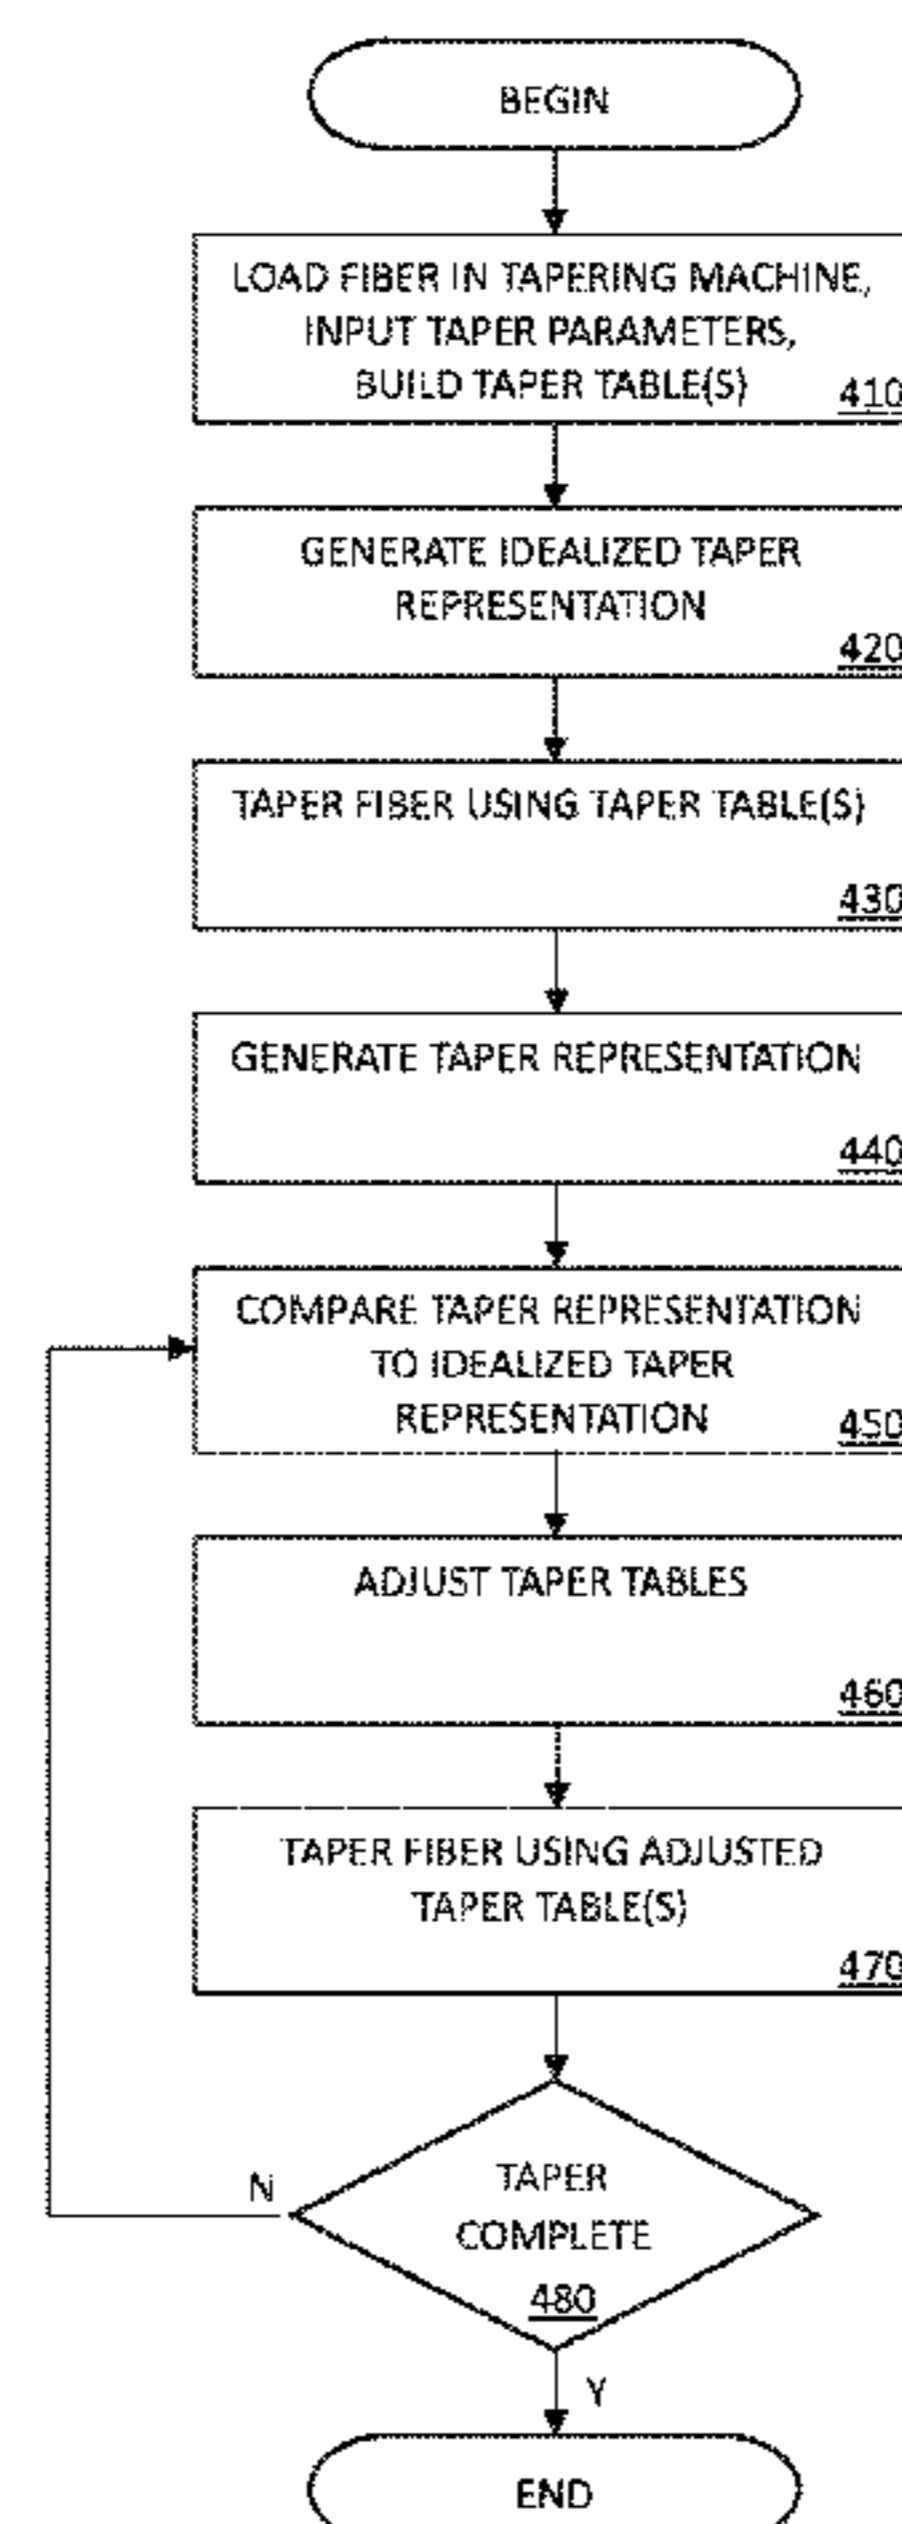 BEGIN
LOAD FIBER IN TAPERING MACHINE,
INPUT TAPER PARAMETERS,
BUILD TAPER TABLE(S)
410
GENERATE IDEALIZED TAPER
REPRESENTATION
420
TAPER FIBER USING TAPER TABLE(S)
430
GENERATE TAPER REPRESENTATION
440
COMPARE TAPER REPRESENTATION
TO IDEALIZED TAPER
REPRESENTATION
450
ADJUST TAPER TABLES
460
TAPER FIBER USING ADJUSTED
TAPER TABLE(S)
470
TAPER
COMPLETE
480
N
Y
END